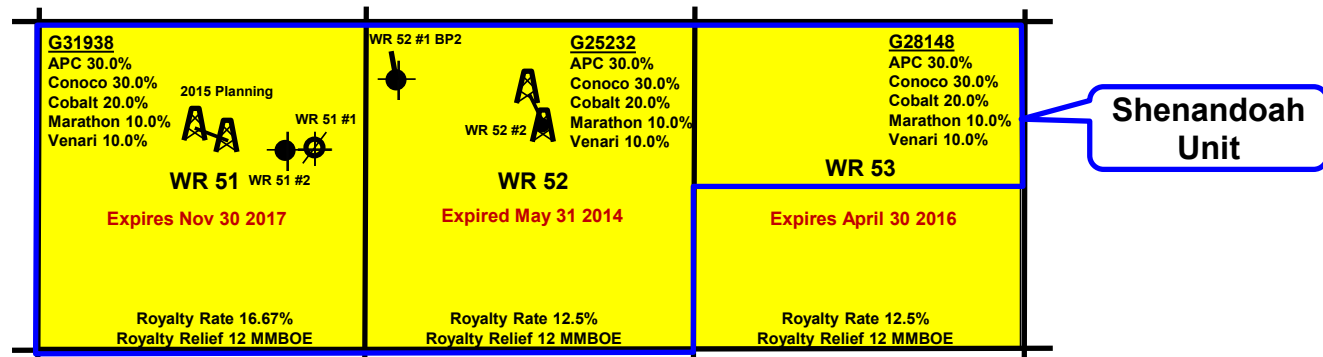 G31938
APC 30.0%
Conoco 30.0%
Cobalt 20.0%
Marathon 10.0%
Venari 10.0%
2015 Planning
WR 51 #1
WR 51 #2
WR 51
Expires Nov 30 2017
Royalty Rate 16.67%
Royalty Relief 12 MMBOE
WR 52 #1 BP2
G25232
APC 30.0%
Conoco 30.0%
Cobalt 20.0%
Marathon 10.0%
Venari 10.0%
WR 52 #2
WR 52
Expired May 31 2014
Royalty Rate 12.5%
Royalty Relief 12 MMBOE
G28148
APC 30.0%
Conoco 30.0%
Cobalt 20.0%
Marathon 10.0%
Venari 10.0%
WR 53
Expires April 30 2016
Royalty Rate 12.5%
Royalty Relief 12 MMBOE
Shenandoah
Unit